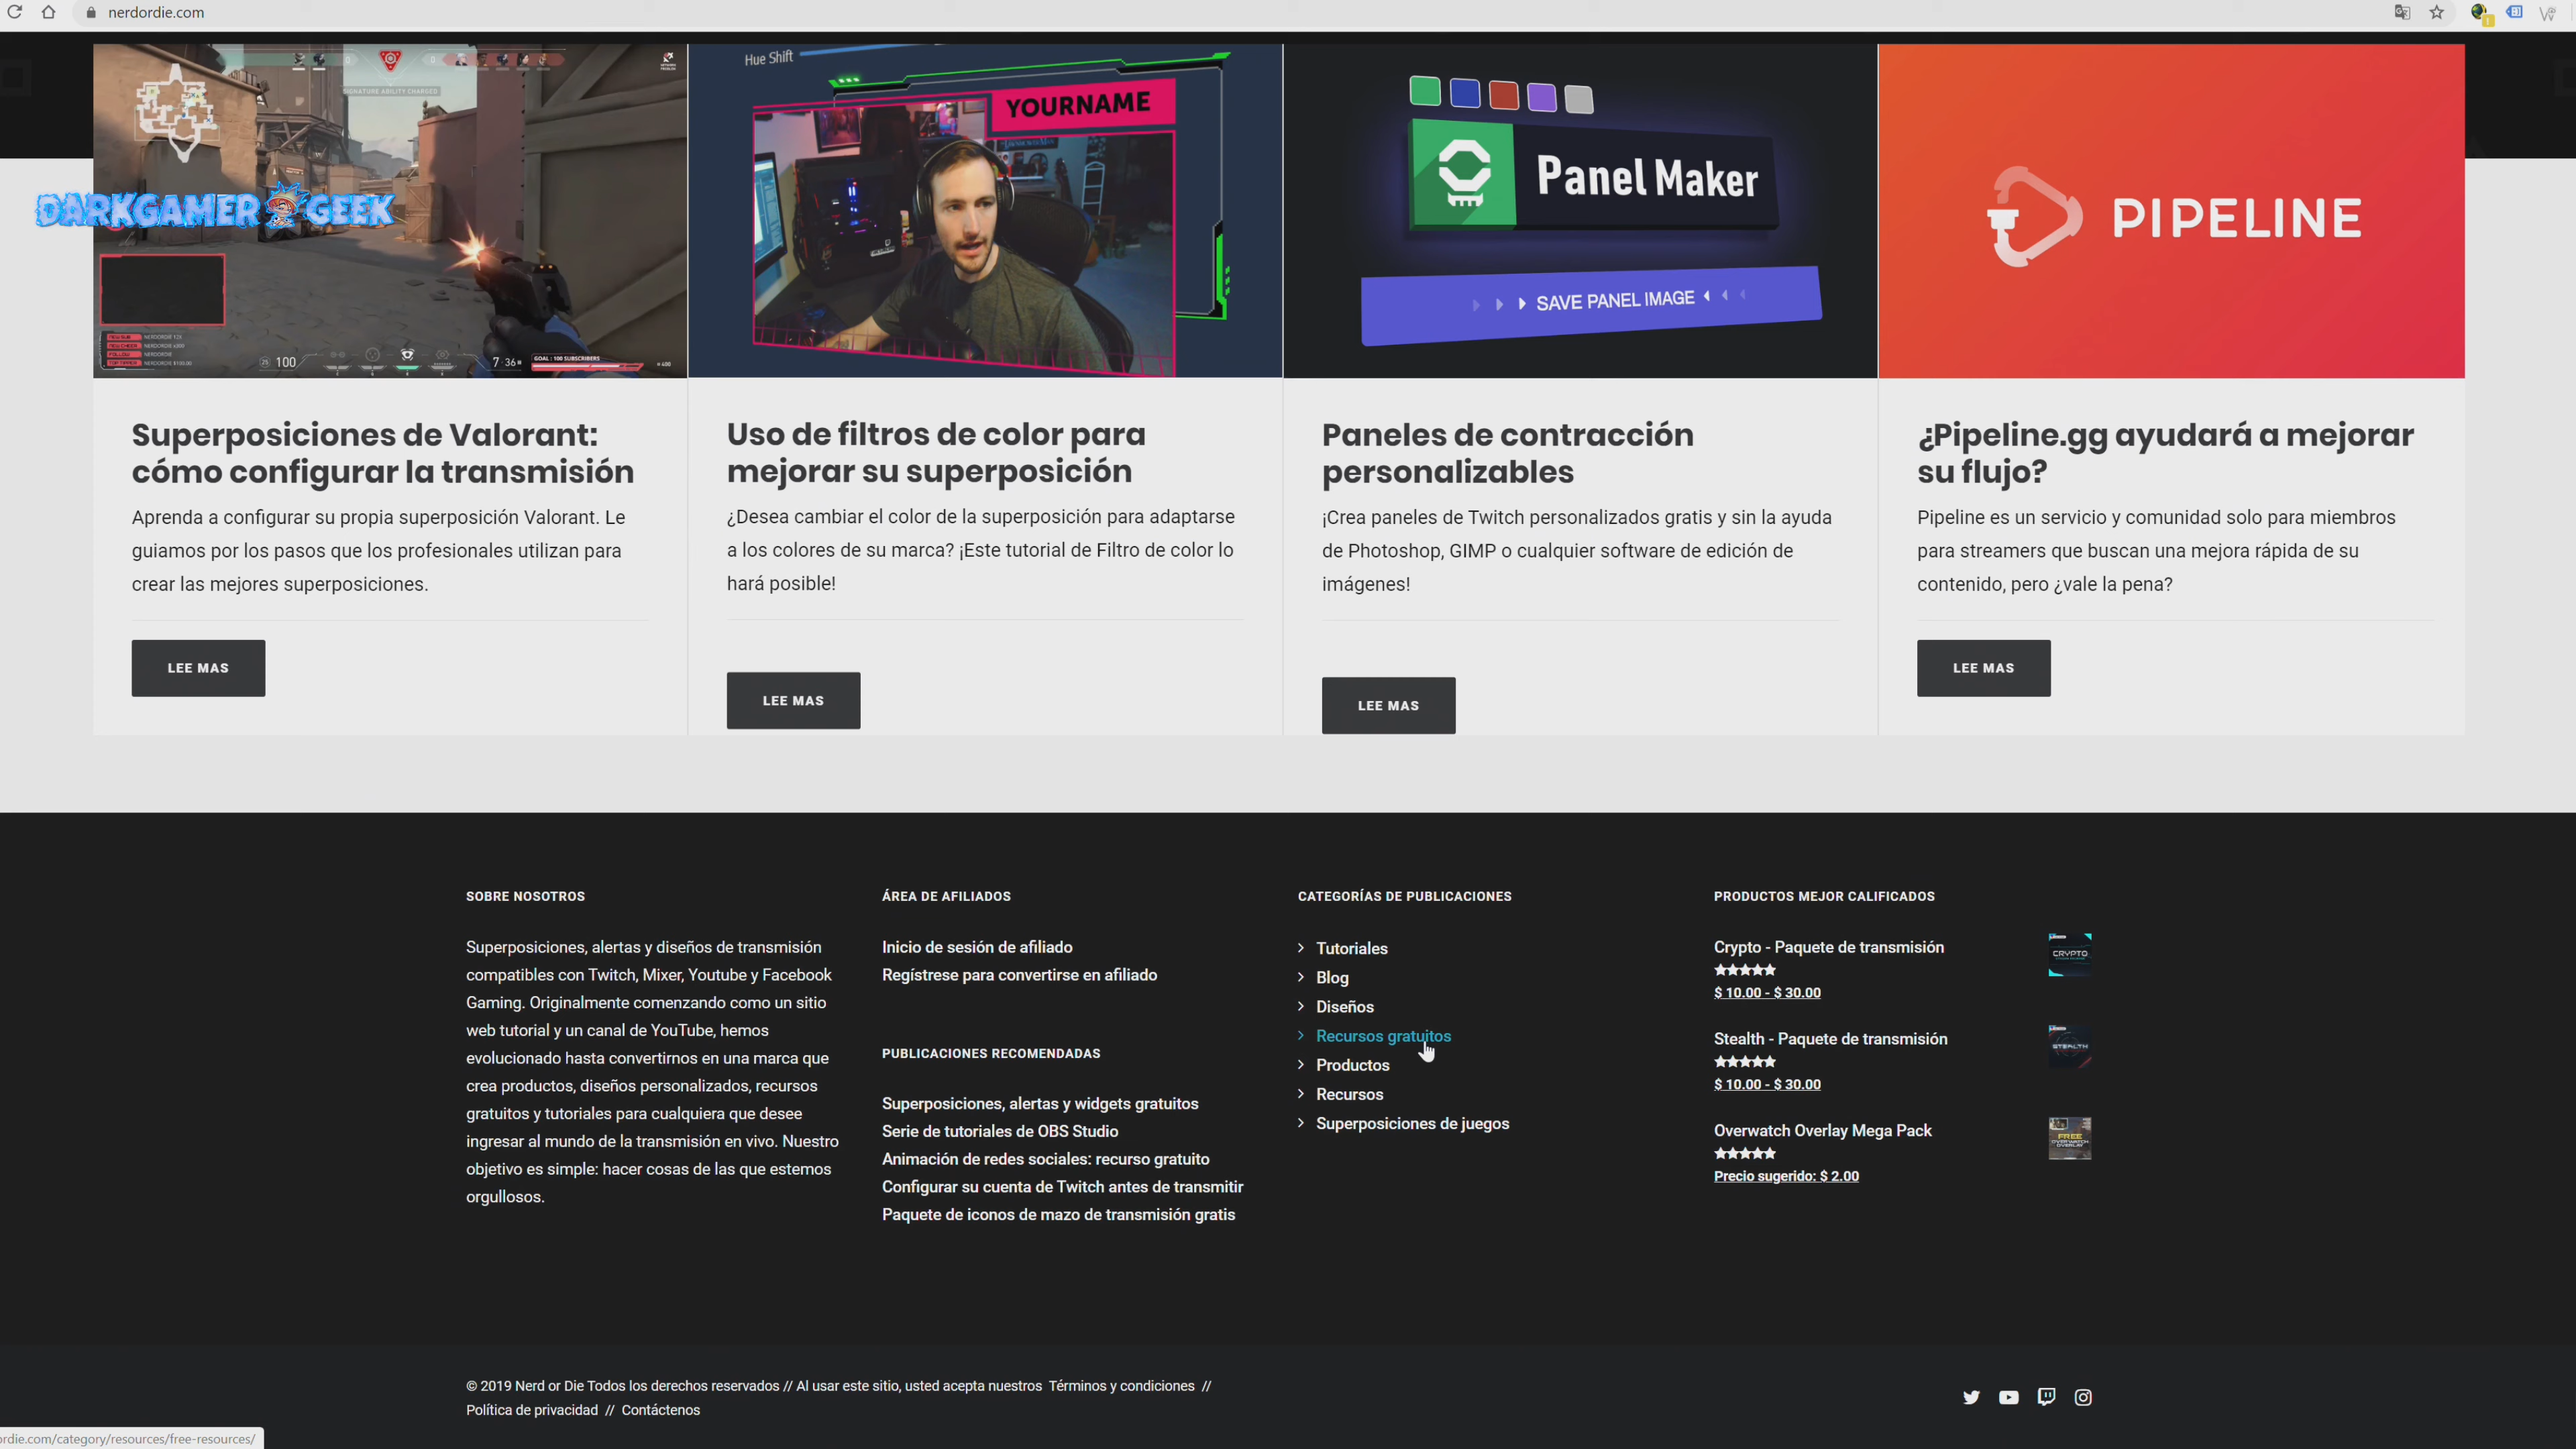 nerdordie.com
SIGNATURE ABILITY CHARGED
DARKGAMER GEEK
100
7
36
GOAL : 100 SUBSCRIBERS
Hue Shift
YOURNAME
Panel Maker
SAVE PANEL IMAGE
PIPELINE
Superposiciones de Valorant:
cómo configurar la transmisión
Aprenda a configurar su propia superposición Valorant. Le
guiamos por los pasos que los profesionales utilizan para
crear las mejores superposiciones.
LEE MAS
Uso de filtros de color para
mejorar su superposición
¿Desea cambiar el color de la superposición para adaptarse
a los colores de su marca? ¡Este tutorial de Filtro de color lo
hará posible!
LEE MAS
Paneles de contracción
personalizables
¡Crea paneles de Twitch personalizados gratis y sin la ayuda
de Photoshop, GIMP o cualquier software de edición de
imágenes!
LEE MAS
¿Pipeline.gg ayudará a mejorar
su flujo?
Pipeline es un servicio y comunidad solo para miembros
para streamers que buscan una mejora rápida de su
contenido, pero ¿vale la pena?
LEE MAS
SOBRE NOSOTROS
Superposiciones, alertas y diseños de transmisión
compatibles con Twitch, Mixer, Youtube y Facebook
Gaming. Originalmente comenzando como un sitio
web tutorial y un canal de YouTube, hemos
evolucionado hasta convertirnos en una marca que
crea productos, diseños personalizados, recursos
gratuitos y tutoriales para cualquiera que desee
ingresar al mundo de la transmisión en vivo. Nuestro
objetivo es simple: hacer cosas de las que estemos
orgullosos.
ÁREA DE AFILIADOS
Inicio de sesión de afiliado
Regístrese para convertirse en afiliado
PUBLICACIONES RECOMENDADAS
Superposiciones, alertas y widgets gratuitos
Serie de tutoriales de OBS Studio
Animación de redes sociales: recurso gratuito
Configurar su cuenta de Twitch antes de transmitir
Paquete de iconos de mazo de transmisión gratis
CATEGORÍAS DE PUBLICACIONES
Tutoriales
Blog
Diseños
Recursos gratuitos
Productos
Recursos
Superposiciones de juegos
PRODUCTOS MEJOR CALIFICADOS
Crypto - Paquete de transmisión
$ 10.00 - $ 30.00
CRYPTO
Stealth - Paquete de transmisión
$ 10.00 - $ 30.00
STEALTH
Overwatch Overlay Mega Pack
Precio sugerido: $ 2.00
FREE
OVERWATCH
OVERLAY
© 2019 Nerd or Die Todos los derechos reservados // Al usar este sitio, usted acepta nuestros Términos y condiciones //
Política de privacidad // Contáctenos
ordie.com/category/resources/free-resources/